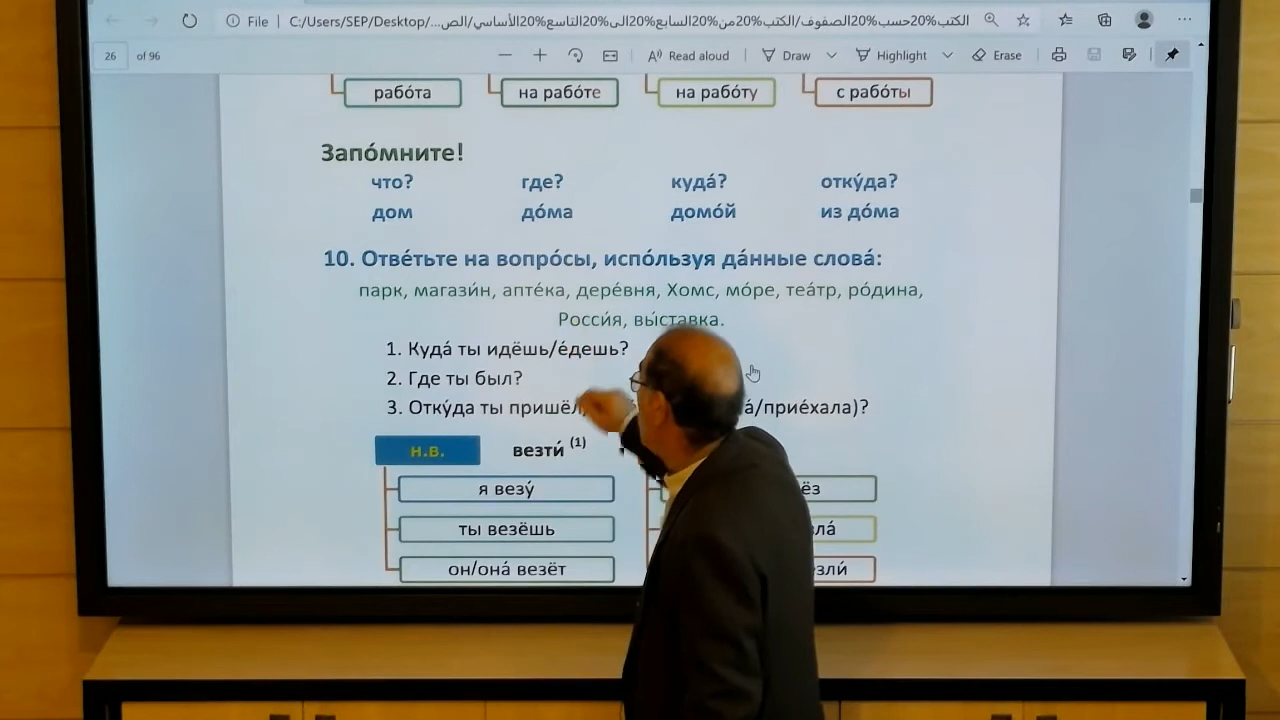 File | C:/Users/SEP/Desktop/...الكتب%20حسب%20الصفوف/الكتب%20من%20السابع%20الى%20التاسع%20الأساسي/الص
26 of 96
Read aloud Draw Highlight Erase
рабо́та на рабо́те на рабо́ту с рабо́ты
Запо́мните!
что? где? куда́? отку́да?
дом до́ма домо́й из до́ма
10. Отве́тьте на вопро́сы, испо́льзуя да́нные слова́:
парк, магази́н, апте́ка, дере́вня, Хомс, мо́ре, теа́тр, ро́дина,
Росси́я, вы́ставка.
1. Куда́ ты идёшь/е́дешь?
2. Где ты был?
3. Отку́да ты пришёл а́/прие́хала)?
н.в. везти́ (1)
я везу́ ёз
ты везёшь ла́
он/она́ везёт зли́